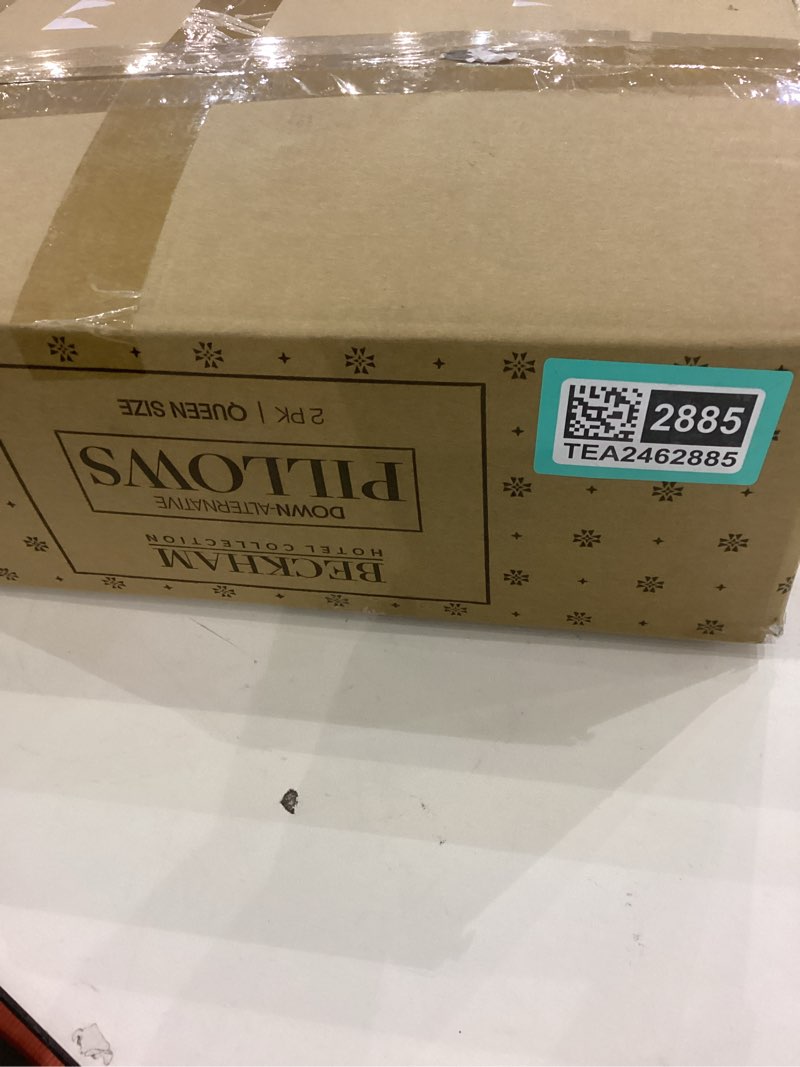 BECKHAM
HOTEL COLLECTION
DOWN-ALTERNATIVE
PILLOWS
2 PK | QUEEN SIZE
2885
TEA2462885